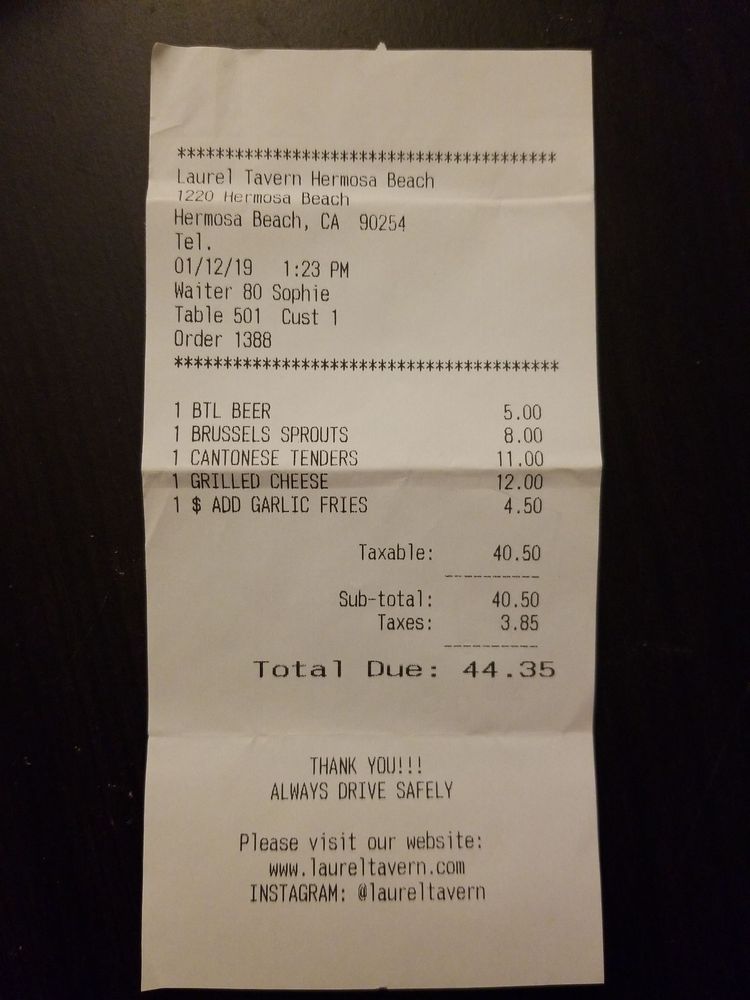 ***************************************
Laurel Tavern Hermosa Beach
1220 Hermosa Beach
Hermosa Beach, CA 90254
Tel.
01/12/19 1:23 PM
Waiter 80 Sophie
Table 501 Cust 1
Order 1388
***************************************
1 BTL BEER 5.00
1 BRUSSELS SPROUTS 8.00
1 CANTONESE TENDERS 11.00
1 GRILLED CHEESE 12.00
1 $ ADD GARLIC FRIES 4.50
Taxable: 40.50
----------
Sub-total: 40.50
Taxes: 3.85
----------
Total Due: 44.35
THANK YOU!!!
ALWAYS DRIVE SAFELY
Please visit our website:
www.laureltavern.com
INSTAGRAM: @laureltavern